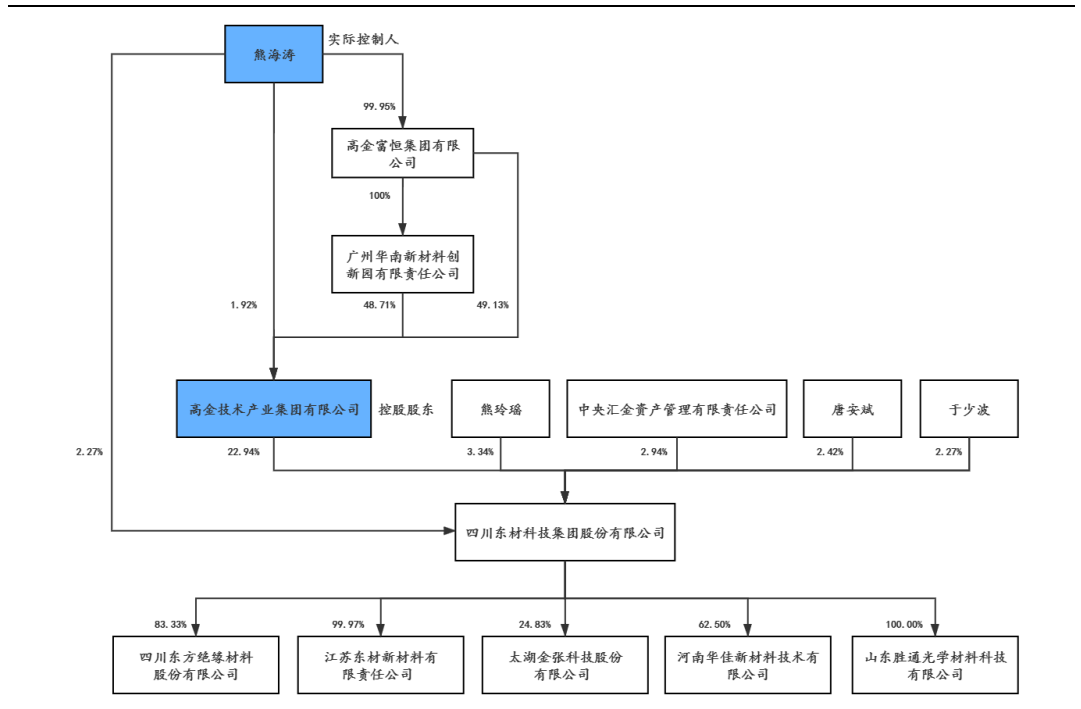 熊海涛
实际控制人
99.95%
高金富恒集团有限
公司
100%
广州华南新材料创
新园有限责任公司
1.92%
48.71%
49.13%
高金技术产业集团有限公司
控股股东
熊玲瑶
中央汇金资产管理有限责任公司
唐安斌
于少波
2.27%
22.94%
3.34%
2.94%
2.42%
2.27%
四川东材科技集团股份有限公司
83.33%
99.97%
24.83%
62.50%
100.00%
四川东方绝缘材料
股份有限公司
江苏东材新材料有
限责任公司
太湖金张科技股份
有限公司
河南华佳新材料技术有
限公司
山东胜通光学材料科技
有限公司